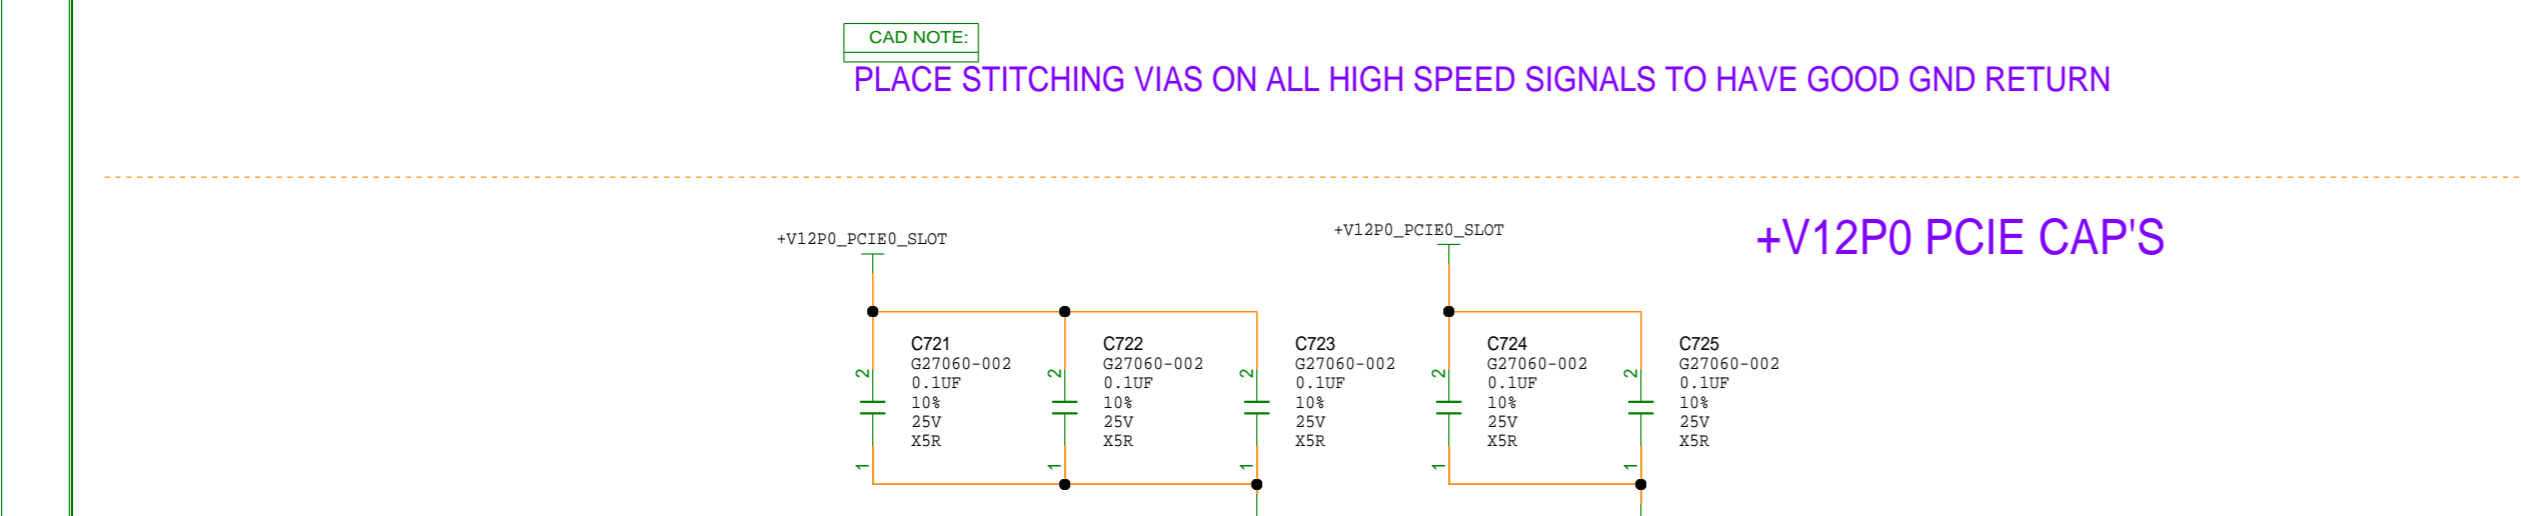 CAD NOTE:
PLACE STITCHING VIAS ON ALL HIGH SPEED SIGNALS TO HAVE GOOD GND RETURN
+V12P0 PCIE CAP'S
+V12P0_PCIE0_SLOT
+V12P0_PCIE0_SLOT
C721
G27060-002
0.1UF
10%
25V
X5R
2
1
C722
G27060-002
0.1UF
10%
25V
X5R
2
1
C723
G27060-002
0.1UF
10%
25V
X5R
2
1
C724
G27060-002
0.1UF
10%
25V
X5R
2
1
C725
G27060-002
0.1UF
10%
25V
X5R
2
1